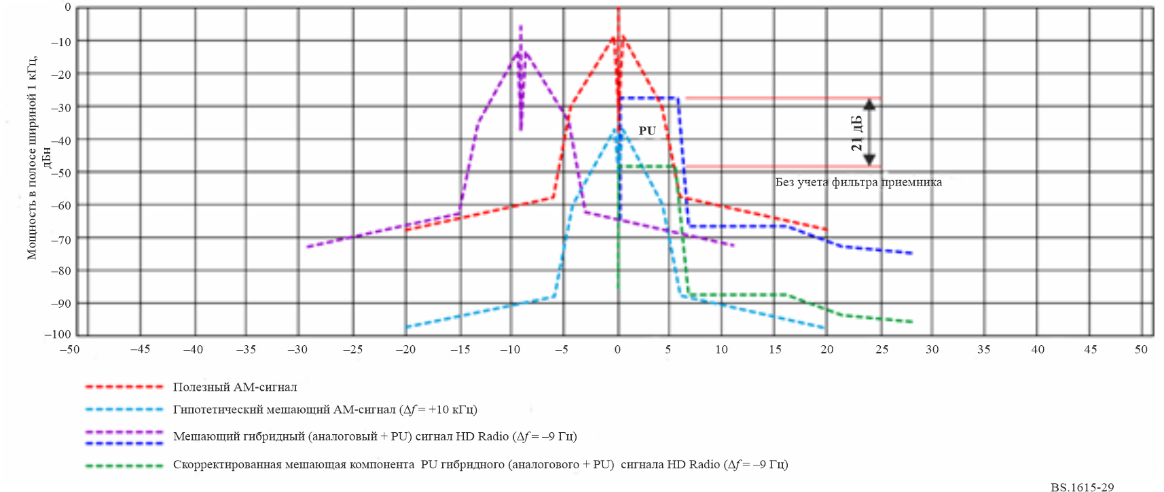 Мощность в полосе шириной 1 кГц,
дБн
0
–10
–20
–30
–40
–50
–60
–70
–80
–90
–100
PU
21 дБ
Без учета фильтра приемника
–50 –45 –40 –35 –30 –25 –20 –15 –10 –5 0 5 10 15 20 25 30 35 40 45 50
Полезный АМ-сигнал
Гипотетический мешающий АМ-сигнал (Δf = +10 кГц)
Мешающий гибридный (аналоговый + PU) сигнал HD Radio (Δf = –9 Гц)
Скорректированная мешающая компонента PU гибридного (аналогового + PU) сигнала HD Radio (Δf = –9 Гц)
BS.1615-29